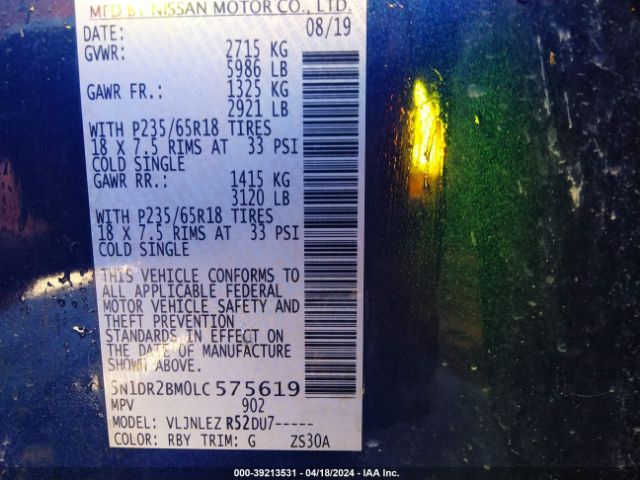 MFD BY NISSAN MOTOR CO., LTD.
DATE: 08/19
GVWR: 2715 KG
5986 LB
GAWR FR.: 1325 KG
2921 LB
WITH P235/65R18 TIRES
18 X 7.5 RIMS AT 33 PSI
COLD SINGLE
GAWR RR.: 1415 KG
3120 LB
WITH P235/65R18 TIRES
18 X 7.5 RIMS AT 33 PSI
COLD SINGLE
THIS VEHICLE CONFORMS TO
ALL APPLICABLE FEDERAL
MOTOR VEHICLE SAFETY AND
THEFT PREVENTION
STANDARDS IN EFFECT ON
THE DATE OF MANUFACTURE
SHOWN ABOVE.
5N1DR2BM0LC 575619
MPV 902
MODEL: VLJNLEZ R52DU7-----
COLOR: RBY TRIM: G ZS30A
000-39213531 - 04/18/2024 - IAA Inc.